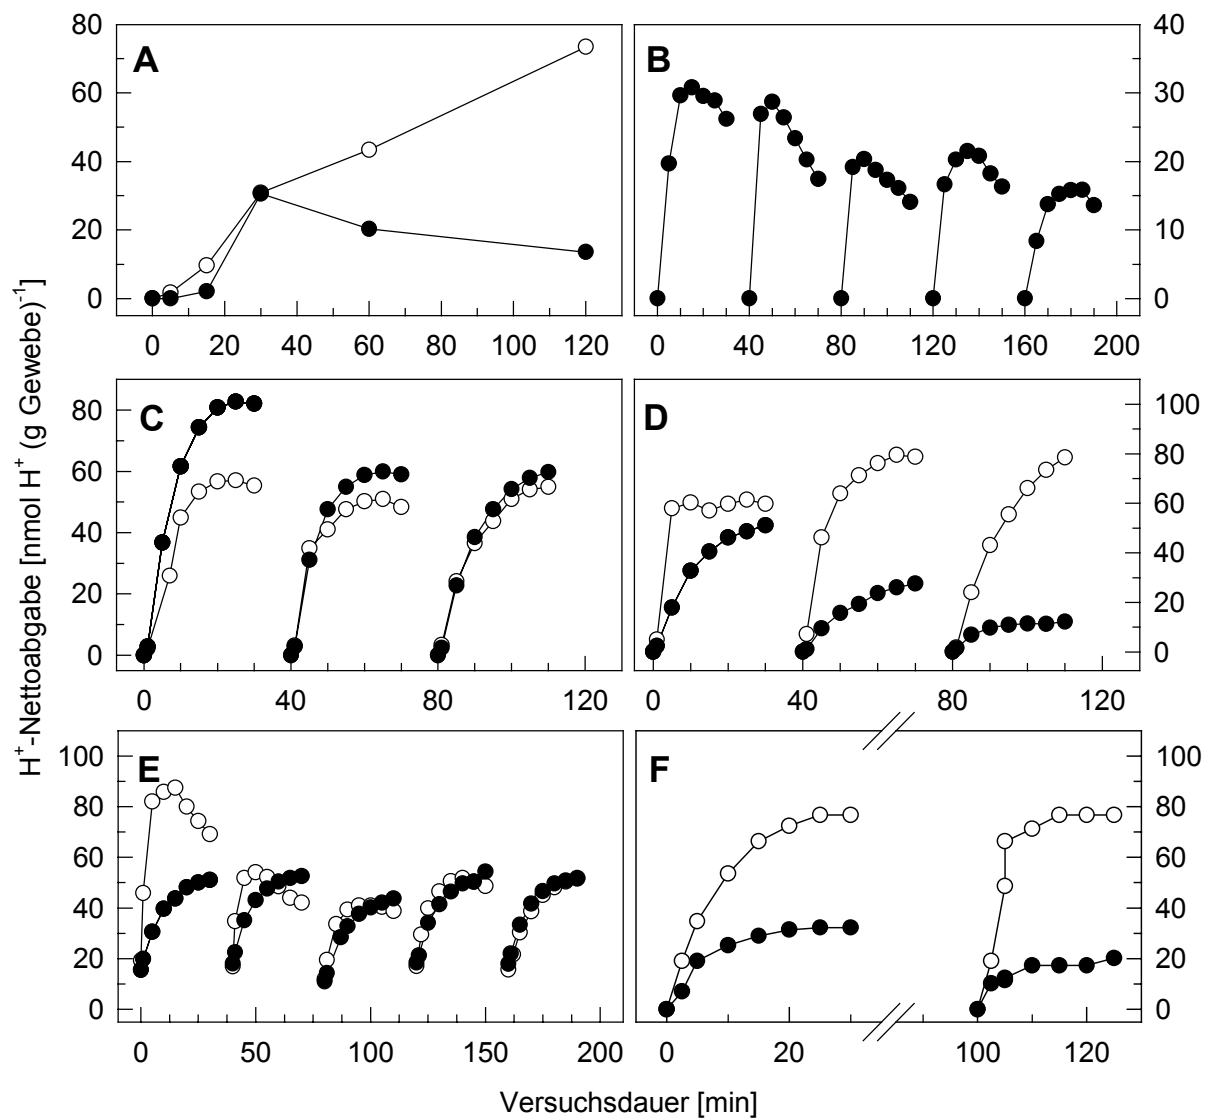 H⁺-Nettoabgabe [nmol H⁺ (g Gewebe)⁻¹]
A
80
60
40
20
0
0 20 40 60 80 100 120
B
40
30
20
10
0
0 40 80 120 160 200
C
80
60
40
20
0
0 40 80 120
D
100
80
60
40
20
0
0 40 80 120
E
100
80
60
40
20
0
0 50 100 150 200
F
100
80
60
40
20
0
0 20 100 120
Versuchsdauer [min]